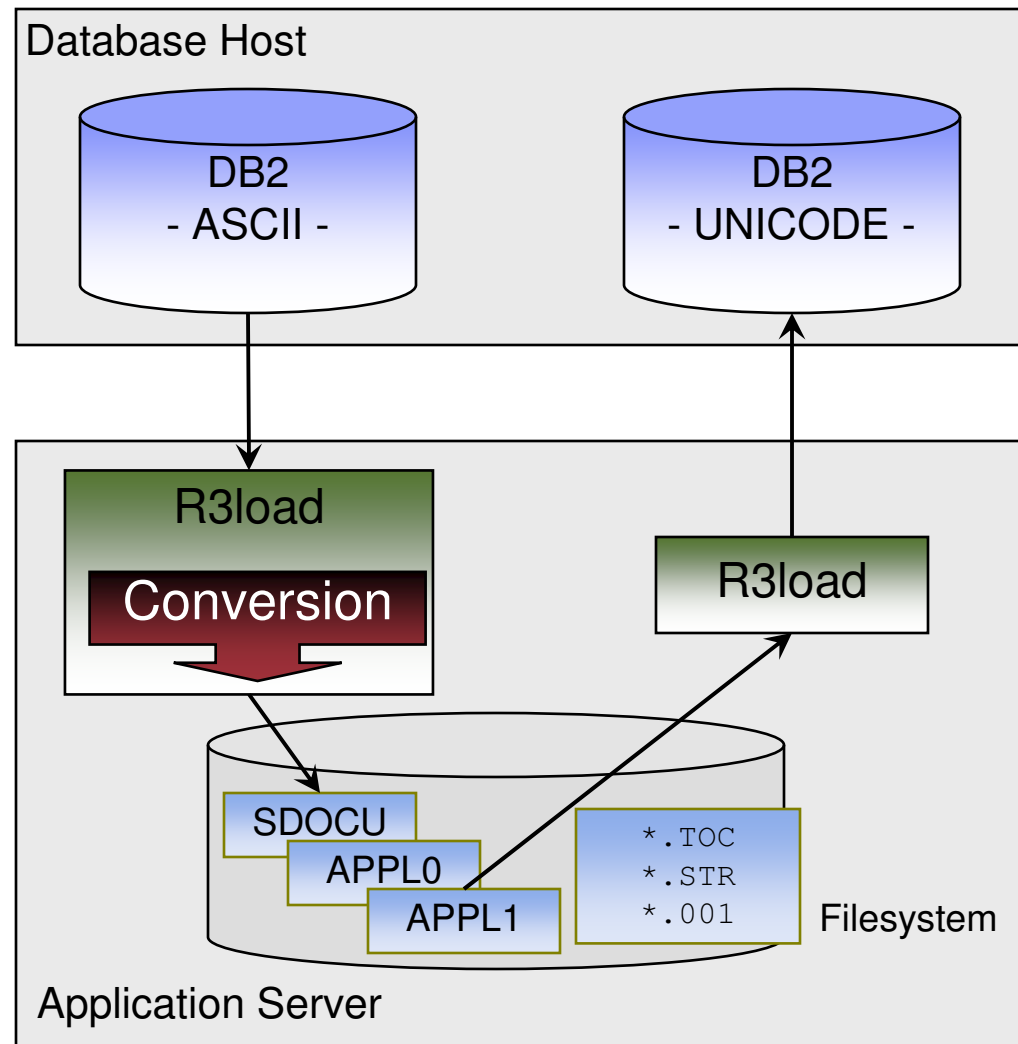 Database Host
DB2
- ASCII -
DB2
- UNICODE -
R3load
Conversion
R3load
SDOCU
APPL0
APPL1
*.TOC
*.STR
*.001
Filesystem
Application Server